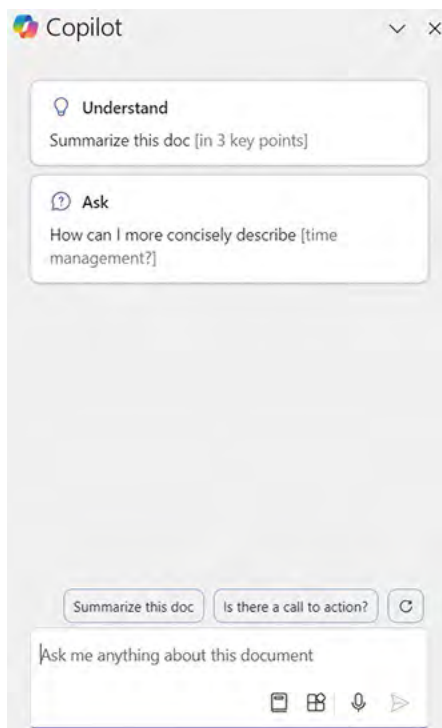 Copilot
Understand
Summarize this doc [in 3 key points]
Ask
How can I more concisely describe [time
management?]
Summarize this doc
Is there a call to action?
Ask me anything about this document